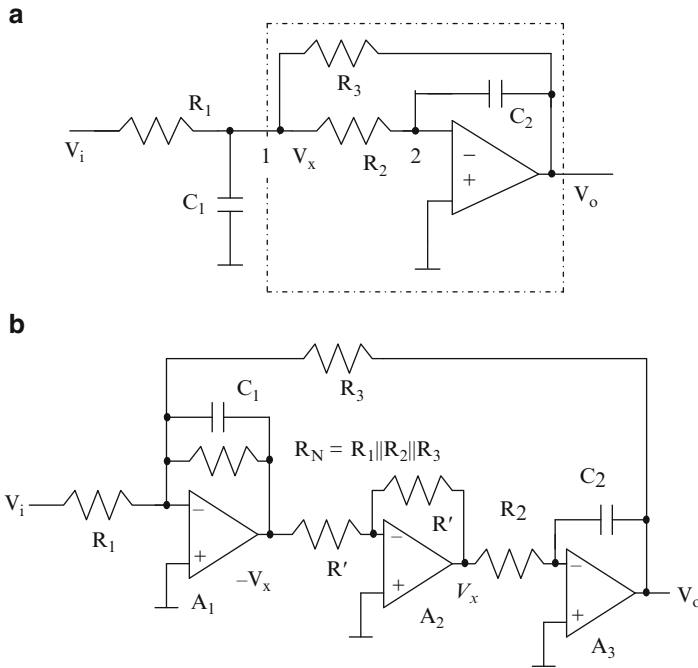 a
R₃
R₁
Vᵢ
1
Vₓ
R₂
2
C₂
−
+
C₁
Vₒ
b
R₃
C₁
R_N = R₁||R₂||R₃
Vᵢ
R₁
−
+
−Vₓ
A₁
R'
R'
−
+
A₂
Vₓ
R₂
C₂
−
+
A₃
Vₒ